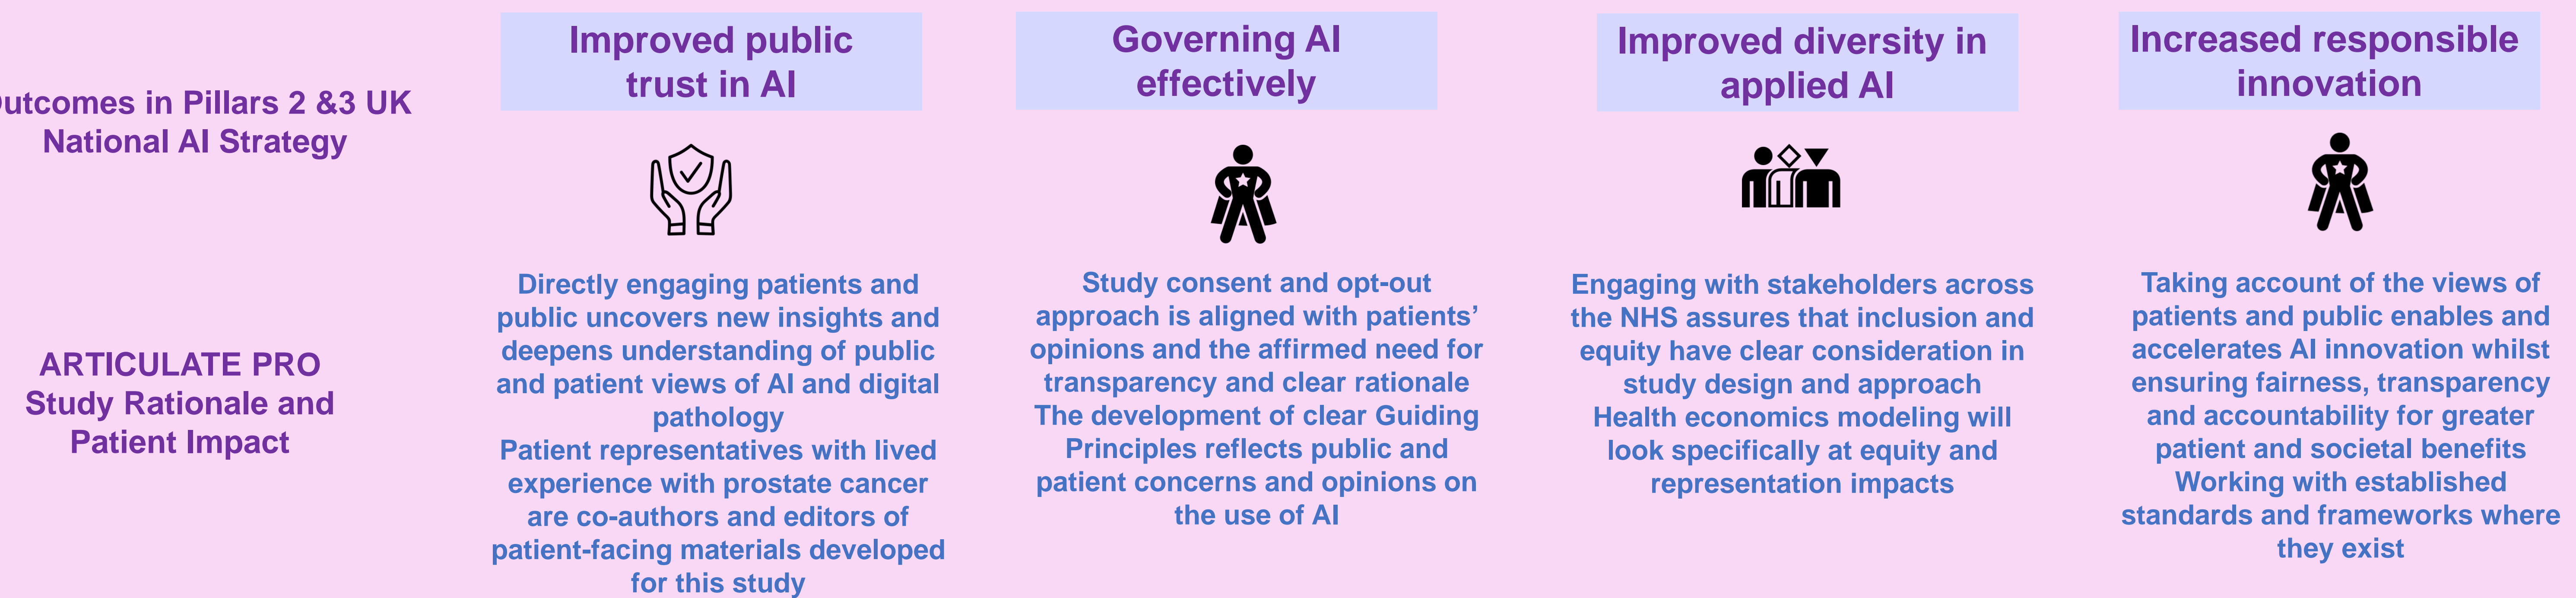 utcomes in Pillars 2 &3 UK
National AI Strategy
Improved public
trust in AI
Governing AI
effectively
Improved diversity in
applied AI
Increased responsible
innovation
ARTICULATE PRO
Study Rationale and
Patient Impact
Directly engaging patients and
public uncovers new insights and
deepens understanding of public
and patient views of AI and digital
pathology
Patient representatives with lived
experience with prostate cancer
are co-authors and editors of
patient-facing materials developed
for this study
Study consent and opt-out
approach is aligned with patients’
opinions and the affirmed need for
transparency and clear rationale
The development of clear Guiding
Principles reflects public and
patient concerns and opinions on
the use of AI
Engaging with stakeholders across
the NHS assures that inclusion and
equity have clear consideration in
study design and approach
Health economics modeling will
look specifically at equity and
representation impacts
Taking account of the views of
patients and public enables and
accelerates AI innovation whilst
ensuring fairness, transparency
and accountability for greater
patient and societal benefits
Working with established
standards and frameworks where
they exist